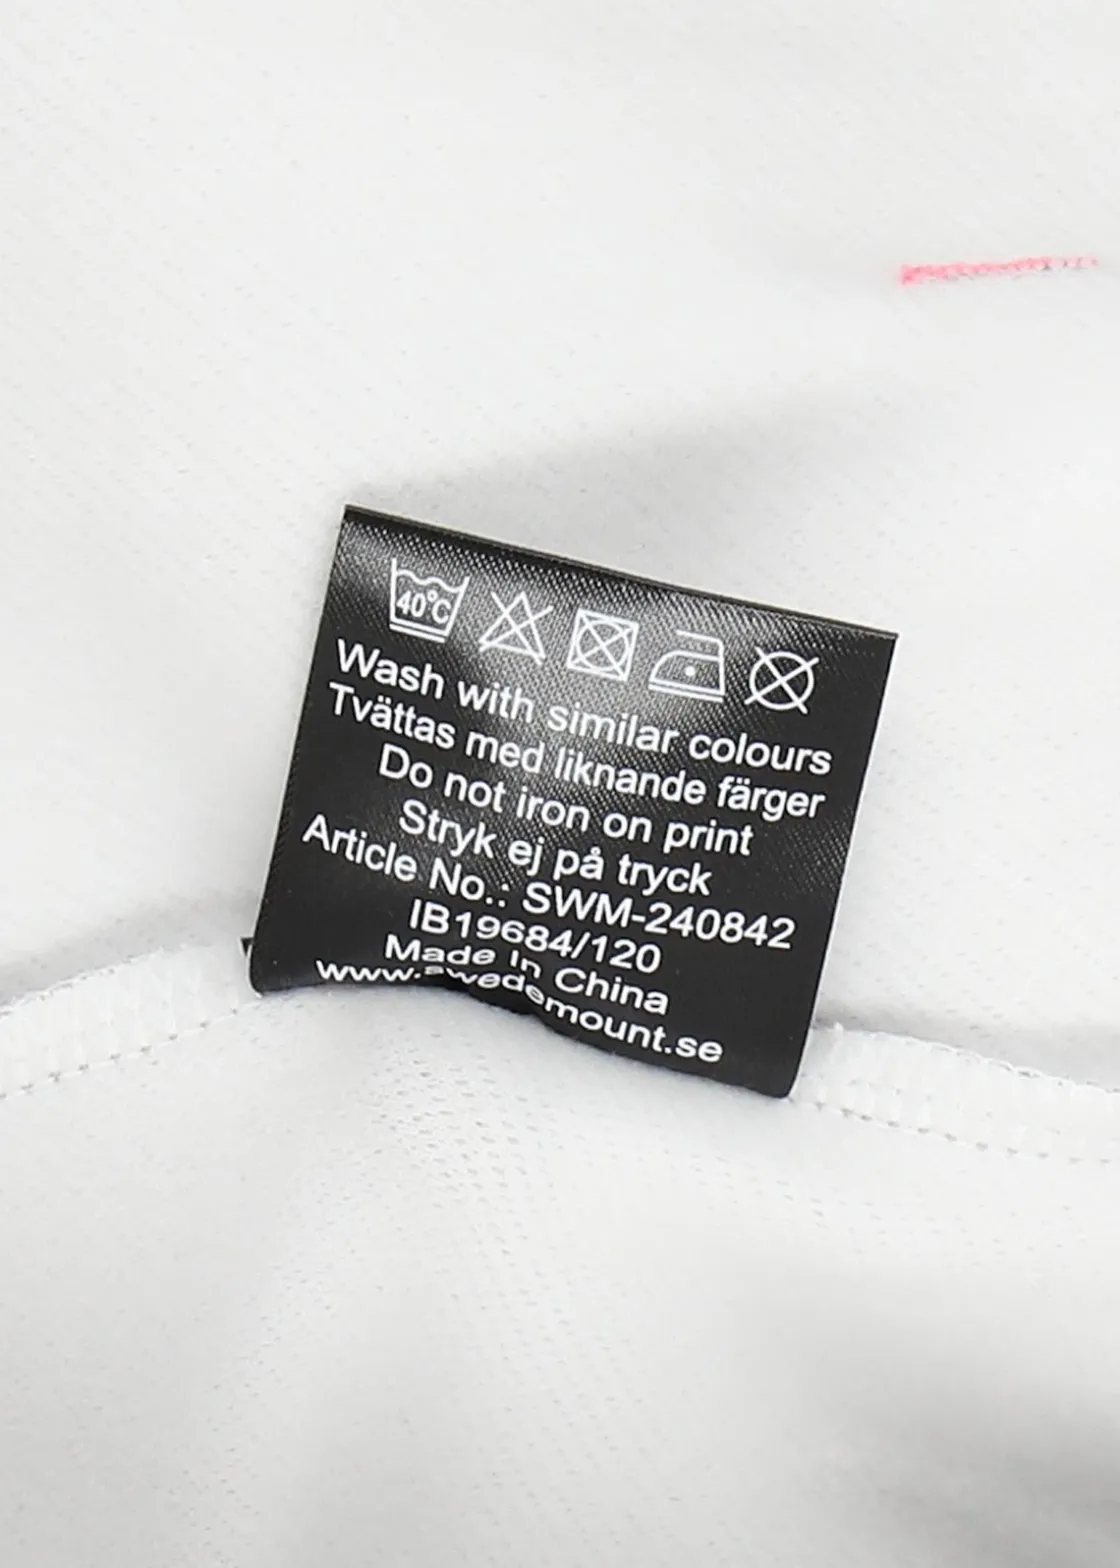 40°C
Wash with similar colours
Tvättas med liknande färger
Do not iron on print
Stryk ej på tryck
Article No.: SWM-240842
IB19684/120
Made in China
www.swedemount.se